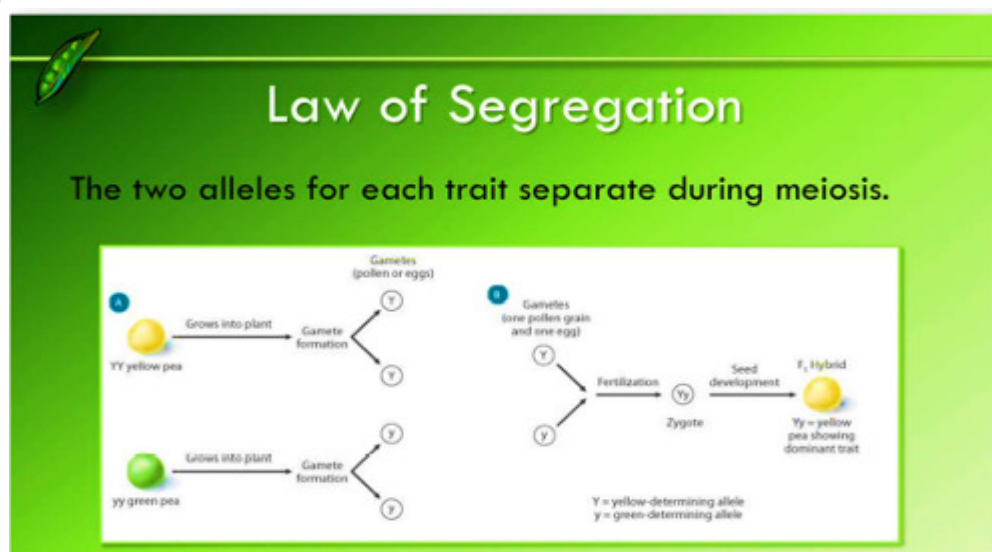 Law of Segregation
The two alleles for each trait separate during meiosis.
A
Gametes
(pollen or eggs)
Y
Grows into plant
Gamete
formation
YY yellow pea
Y
y
Grows into plant
Gamete
formation
yy green pea
y
B
Gametes
(one pollen grain
and one egg)
Y
Fertilization
y
Yy
Zygote
Seed
development
F₁ Hybrid
Yy = yellow
pea showing
dominant trait
Y = yellow-determining allele
y = green-determining allele